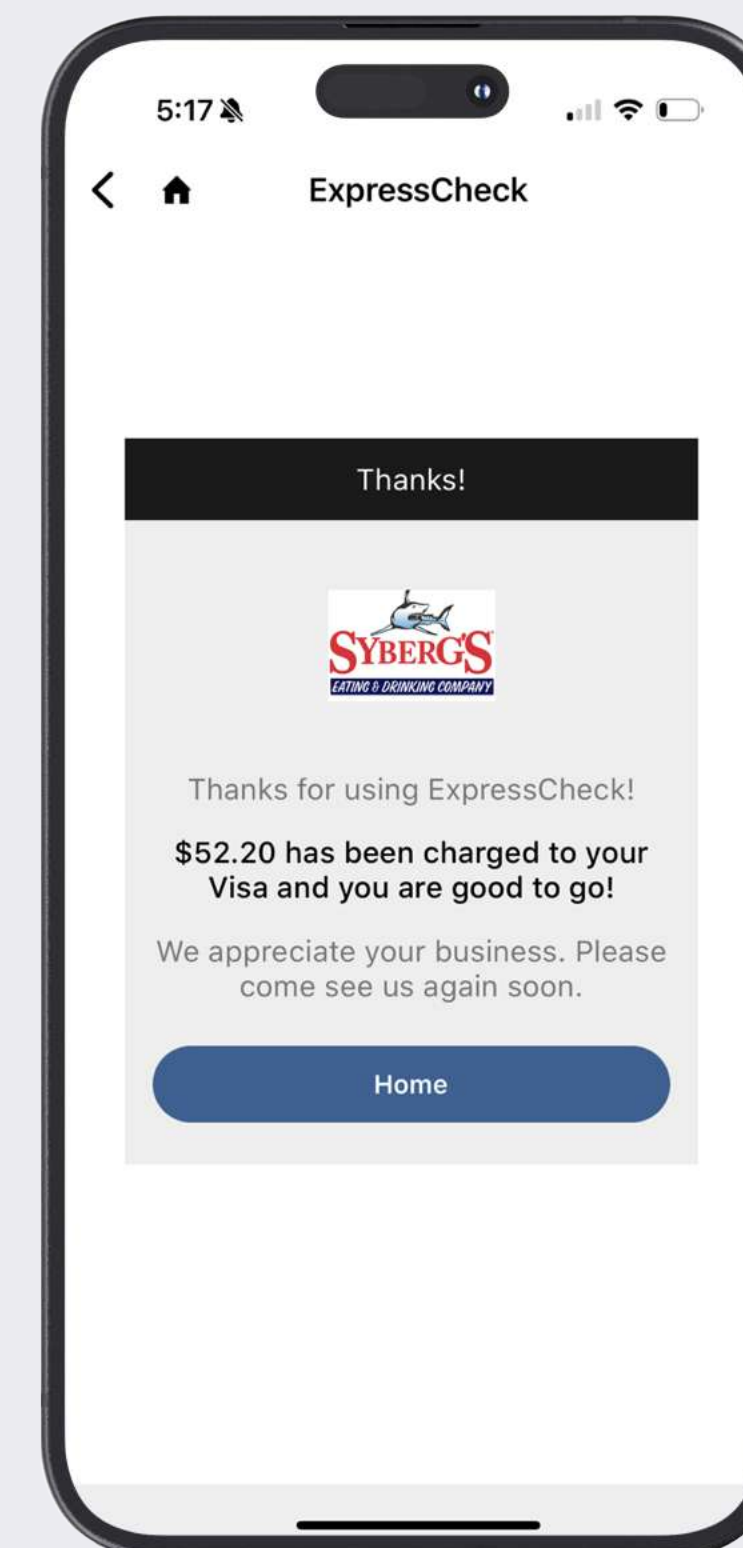 5:17
ExpressCheck
Thanks!
SYBERG'S
EATING & DRINKING COMPANY
Thanks for using ExpressCheck!
$52.20 has been charged to your
Visa and you are good to go!
We appreciate your business. Please
come see us again soon.
Home